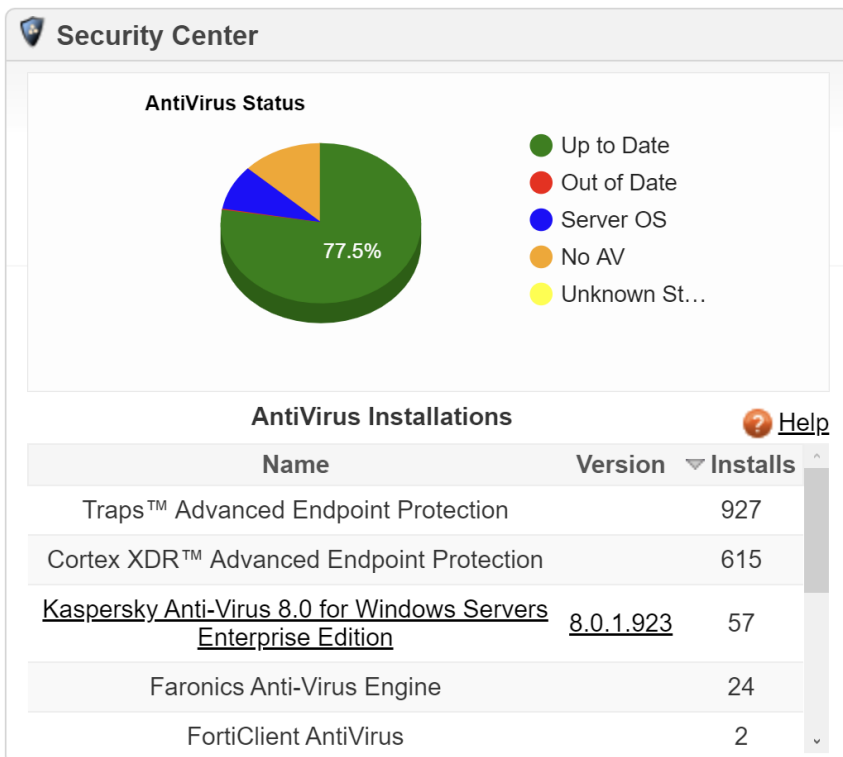 Security Center
AntiVirus Status
77.5%
Up to Date
Out of Date
Server OS
No AV
Unknown St...
AntiVirus Installations
? Help
Name Version Installs
Traps™ Advanced Endpoint Protection 927
Cortex XDR™ Advanced Endpoint Protection 615
Kaspersky Anti-Virus 8.0 for Windows Servers
Enterprise Edition 8.0.1.923 57
Faronics Anti-Virus Engine 24
FortiClient AntiVirus 2